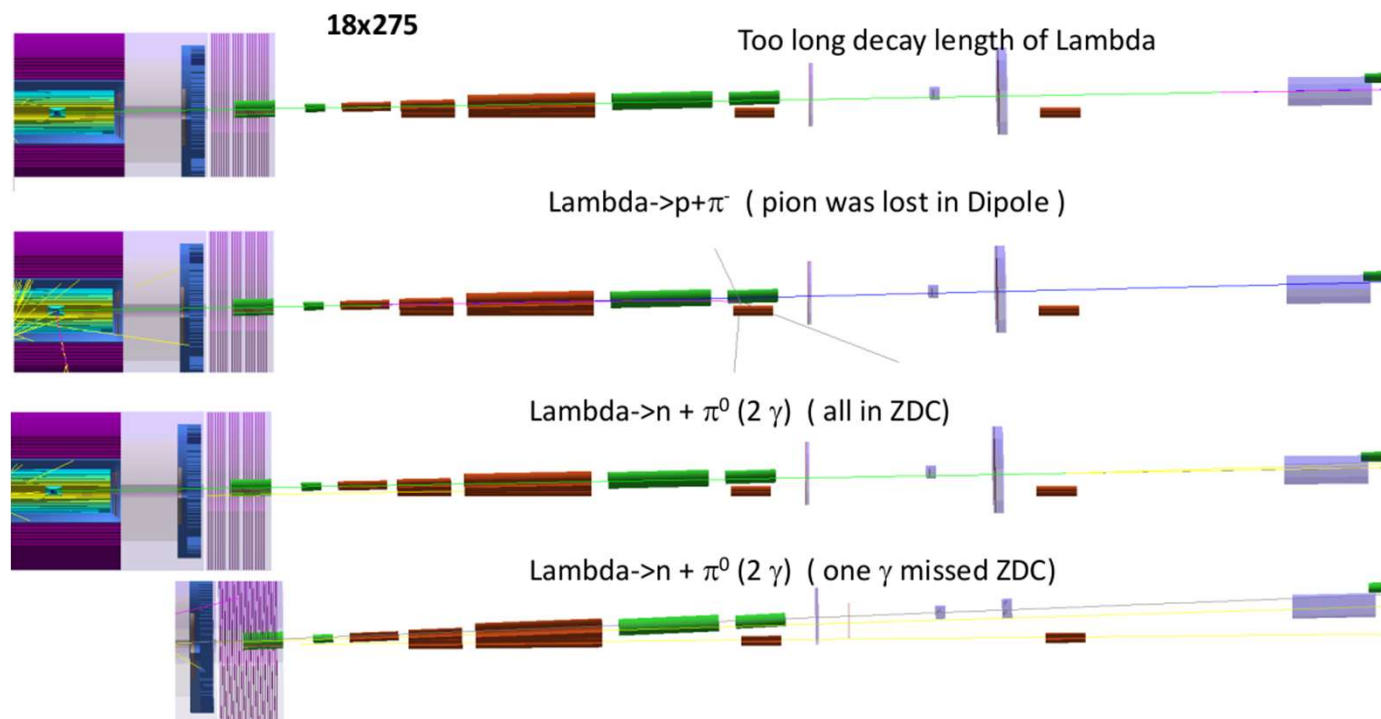 18x275
Too long decay length of Lambda
Lambda->p+π⁻ ( pion was lost in Dipole )
Lambda->n + π⁰ (2 γ) ( all in ZDC)
Lambda->n + π⁰ (2 γ) ( one γ missed ZDC)